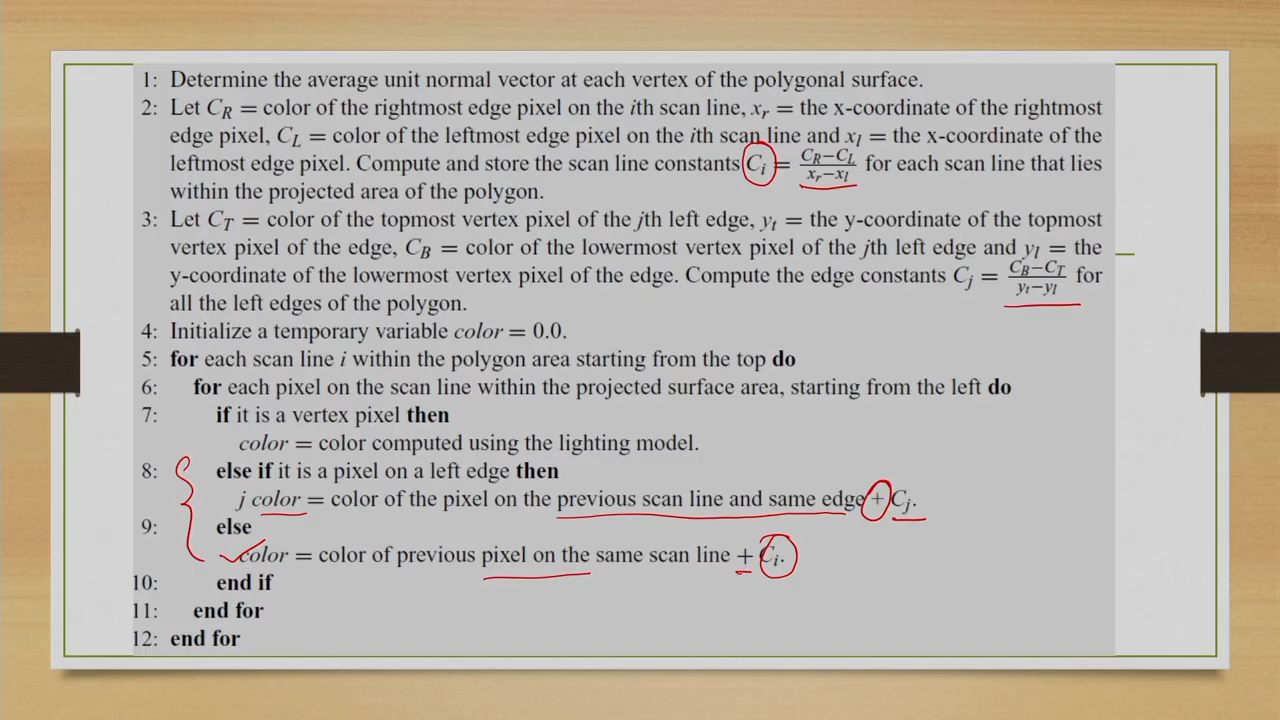 1: Determine the average unit normal vector at each vertex of the polygonal surface.
2: Let C_R = color of the rightmost edge pixel on the ith scan line, x_r = the x-coordinate of the rightmost
edge pixel, C_L = color of the leftmost edge pixel on the ith scan line and x_l = the x-coordinate of the
leftmost edge pixel. Compute and store the scan line constants C_i = (C_R−C_L)/(x_r−x_l) for each scan line that lies
within the projected area of the polygon.
3: Let C_T = color of the topmost vertex pixel of the jth left edge, y_t = the y-coordinate of the topmost
vertex pixel of the edge, C_B = color of the lowermost vertex pixel of the jth left edge and y_l = the
y-coordinate of the lowermost vertex pixel of the edge. Compute the edge constants C_j = (C_B−C_T)/(y_t−y_l) for
all the left edges of the polygon.
4: Initialize a temporary variable color = 0.0.
5: for each scan line i within the polygon area starting from the top do
6: for each pixel on the scan line within the projected surface area, starting from the left do
7: if it is a vertex pixel then
color = color computed using the lighting model.
8: else if it is a pixel on a left edge then
j color = color of the pixel on the previous scan line and same edge + C_j.
9: else
color = color of previous pixel on the same scan line + C_i.
10: end if
11: end for
12: end for